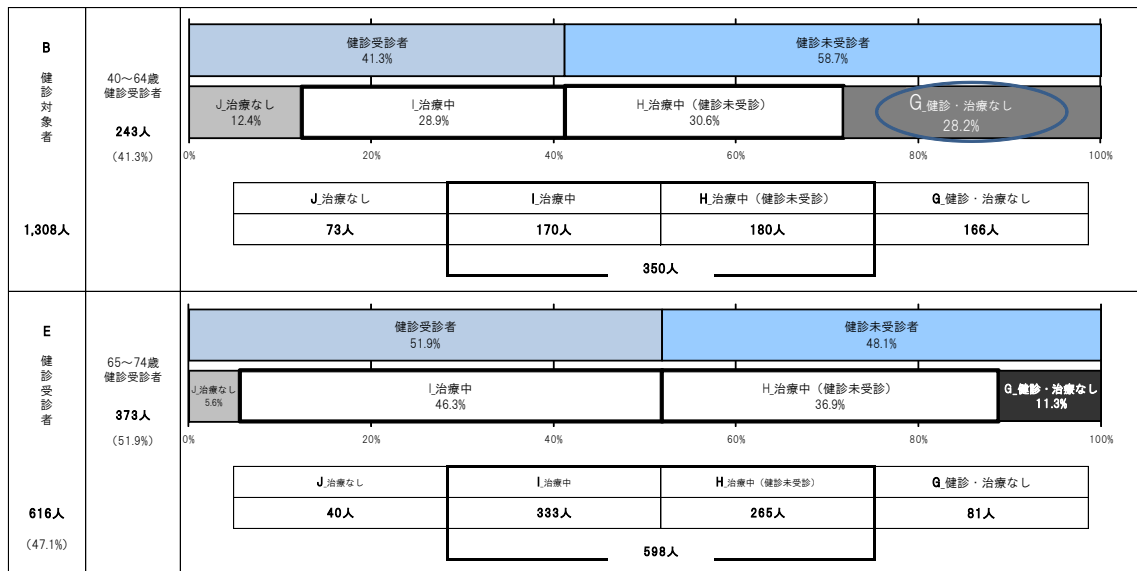 B
健診対象者
1,308人
40～64歳
健診受診者
243人
(41.3%)
健診受診者
41.3%
健診未受診者
58.7%
J_治療なし
12.4%
I_治療中
28.9%
H_治療中（健診未受診）
30.6%
G_健診・治療なし
28.2%
0% 20% 40% 60% 80% 100%
J_治療なし I_治療中 H_治療中（健診未受診） G_健診・治療なし
73人 170人 180人 166人
350人
E
健診受診者
616人
(47.1%)
65～74歳
健診受診者
373人
(51.9%)
健診受診者
51.9%
健診未受診者
48.1%
J_治療なし
5.6%
I_治療中
46.3%
H_治療中（健診未受診）
36.9%
G_健診・治療なし
11.3%
0% 20% 40% 60% 80% 100%
J_治療なし I_治療中 H_治療中（健診未受診） G_健診・治療なし
40人 333人 265人 81人
598人